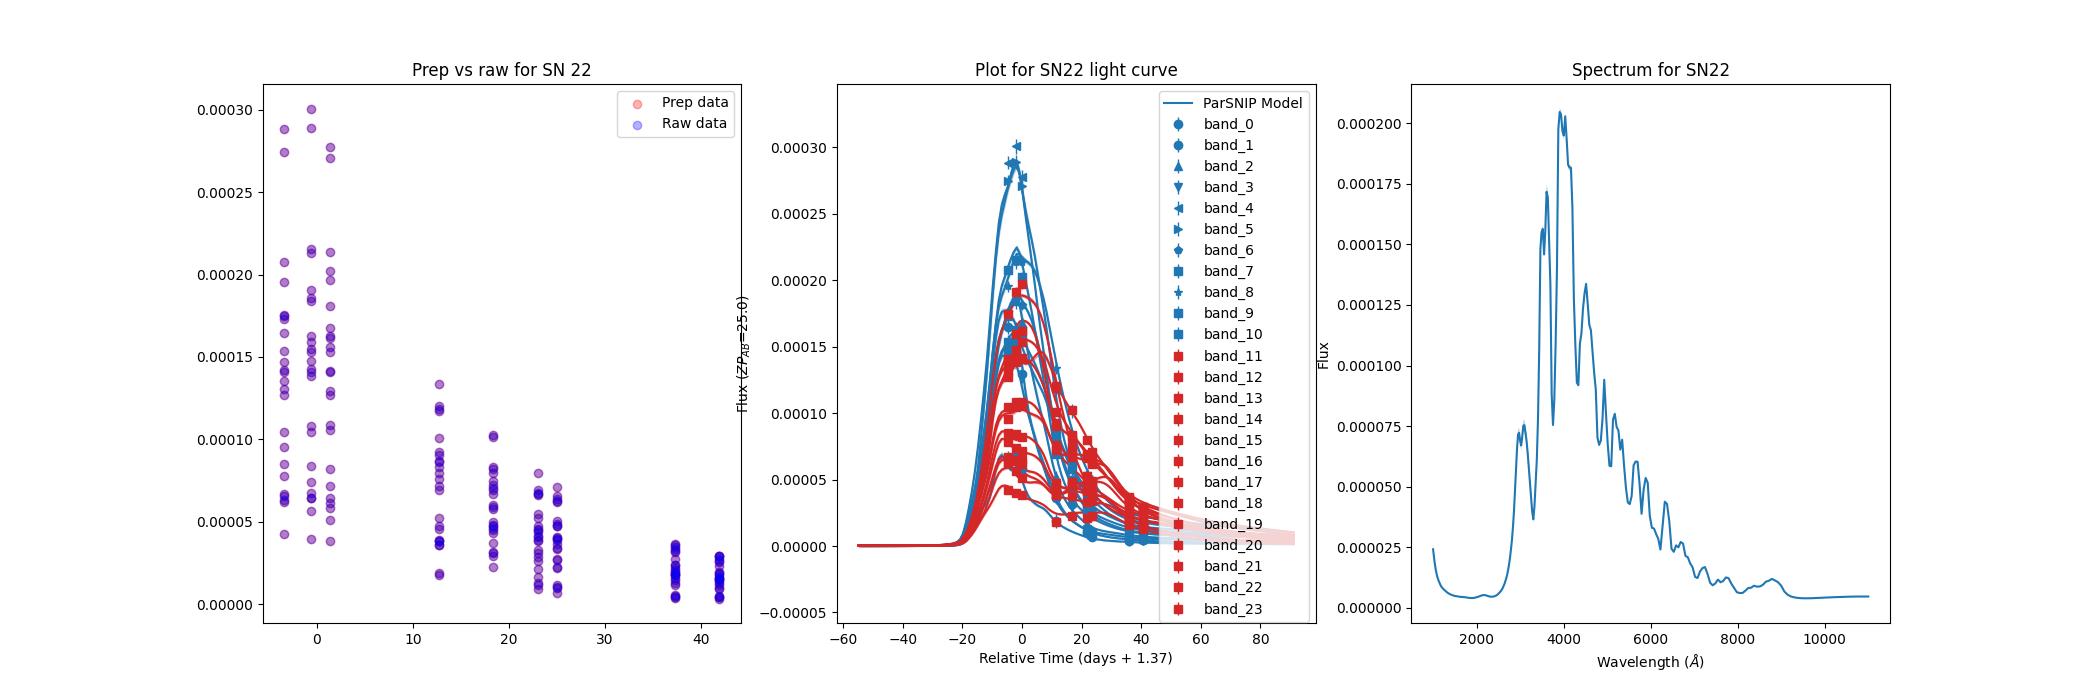 Prep vs raw for SN 22
Prep data
Raw data
0.00030
0.00025
0.00020
0.00015
0.00010
0.00005
0.00000
0
10
20
30
40
Plot for SN22 light curve
ParSNIP Model
band_0
band_1
band_2
band_3
band_4
band_5
band_6
band_7
band_8
band_9
band_10
band_11
band_12
band_13
band_14
band_15
band_16
band_17
band_18
band_19
band_20
band_21
band_22
band_23
Flux (ZP_AB=25.0)
0.00030
0.00025
0.00020
0.00015
0.00010
0.00005
0.00000
−0.00005
−60
−40
−20
0
20
40
60
80
Relative Time (days + 1.37)
Spectrum for SN22
Flux
0.000200
0.000175
0.000150
0.000125
0.000100
0.000075
0.000050
0.000025
0.000000
2000
4000
6000
8000
10000
Wavelength (Å)